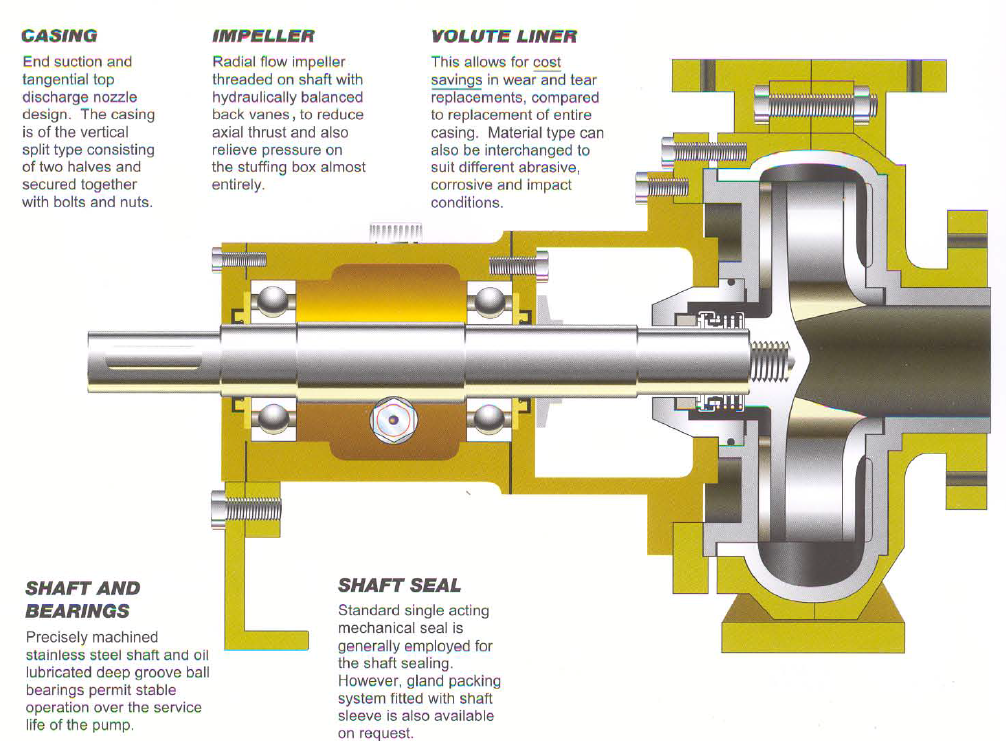 CASING
End suction and
tangential top
discharge nozzle
design. The casing
is of the vertical
split type consisting
of two halves and
secured together
with bolts and nuts.
IMPELLER
Radial flow impeller
threaded on shaft with
hydraulically balanced
back vanes, to reduce
axial thrust and also
relieve pressure on
the stuffing box almost
entirely.
VOLUTE LINER
This allows for cost
savings in wear and tear
replacements, compared
to replacement of entire
casing. Material type can
also be interchanged to
suit different abrasive,
corrosive and impact
conditions.
SHAFT AND
BEARINGS
Precisely machined
stainless steel shaft and oil
lubricated deep groove ball
bearings permit stable
operation over the service
life of the pump.
SHAFT SEAL
Standard single acting
mechanical seal is
generally employed for
the shaft sealing.
However, gland packing
system fitted with shaft
sleeve is also available
on request.